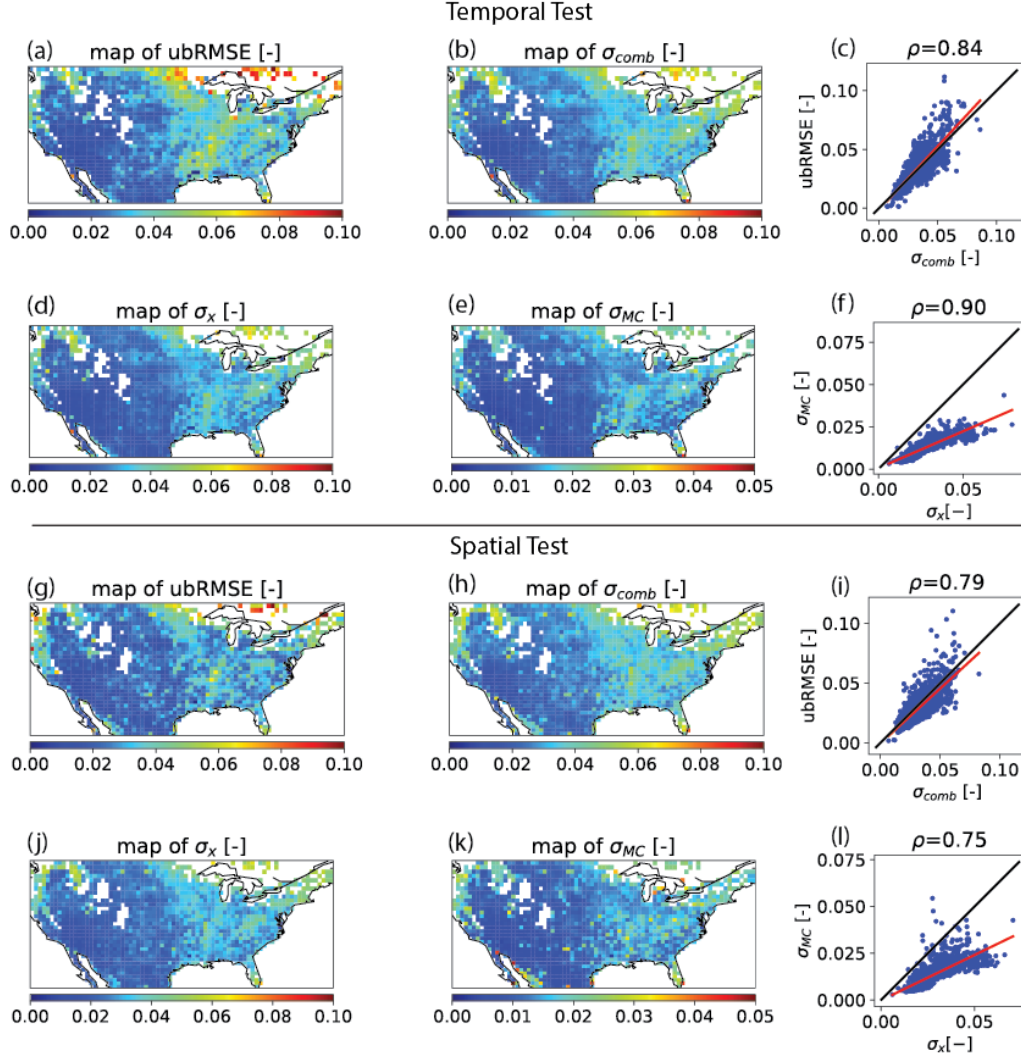 Temporal Test
(a) map of ubRMSE [-]
(b) map of σcomb [-]
(c) ρ=0.84
ubRMSE [-]
0.10
0.05
0.00
0.00 0.05 0.10
σcomb [-]
0.00 0.02 0.04 0.06 0.08 0.10
0.00 0.02 0.04 0.06 0.08 0.10
(d) map of σx [-]
(e) map of σMC [-]
(f) ρ=0.90
σMC [-]
0.075
0.050
0.025
0.000
0.00 0.05
σx[−]
0.00 0.02 0.04 0.06 0.08 0.10
0.00 0.01 0.02 0.03 0.04 0.05
Spatial Test
(g) map of ubRMSE [-]
(h) map of σcomb [-]
(i) ρ=0.79
ubRMSE [-]
0.10
0.05
0.00
0.00 0.05 0.10
σcomb [-]
0.00 0.02 0.04 0.06 0.08 0.10
0.00 0.02 0.04 0.06 0.08 0.10
(j) map of σx [-]
(k) map of σMC [-]
(l) ρ=0.75
σMC [-]
0.075
0.050
0.025
0.000
0.00 0.05
σx[−]
0.00 0.02 0.04 0.06 0.08 0.10
0.00 0.01 0.02 0.03 0.04 0.05